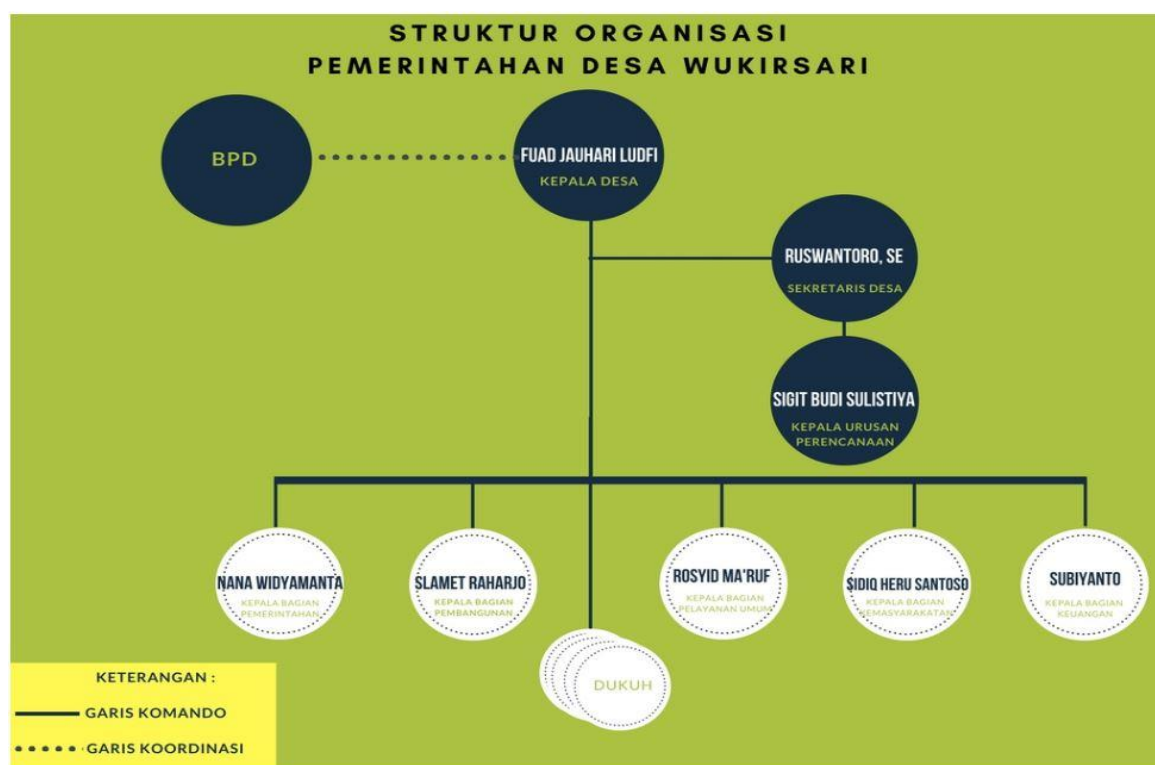 STRUKTUR ORGANISASI
PEMERINTAHAN DESA WUKIRSARI
BPD
FUAD JAUHARI LUDFI
KEPALA DESA
RUSWANTORO, SE
SEKRETARIS DESA
SIGIT BUDI SULISTIYA
KEPALA URUSAN
PERENCANAAN
NANA WIDYAMANTA
KEPALA BAGIAN
PEMERINTAHAN
SLAMET RAHARJO
KEPALA BAGIAN
PEMBANGUNAN
ROSYID MA'RUF
KEPALA BAGIAN
PELAYANAN UMUM
SIDIQ HERU SANTOSO
KEPALA BAGIAN
KEMASYARAKATAN
SUBIYANTO
KEPALA BAGIAN
KEUANGAN
DUKUH
KETERANGAN :
GARIS KOMANDO
GARIS KOORDINASI